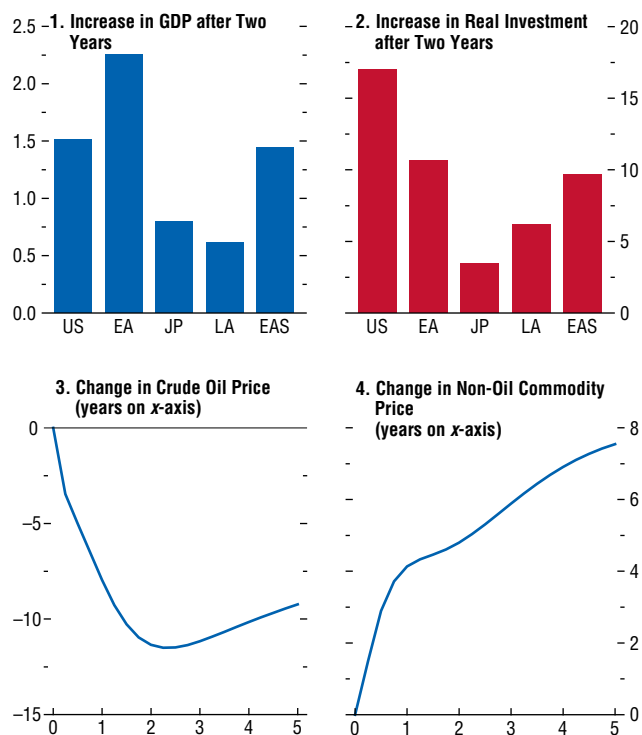 1. Increase in GDP after Two
Years
2.5
2.0
1.5
1.0
0.5
0.0
US EA JP LA EAS
2. Increase in Real Investment
after Two Years
20
15
10
5
0
US EA JP LA EAS
3. Change in Crude Oil Price
(years on x-axis)
0
–5
–10
–15
0 1 2 3 4 5
4. Change in Non-Oil Commodity
Price
(years on x-axis)
8
6
4
2
0
0 1 2 3 4 5